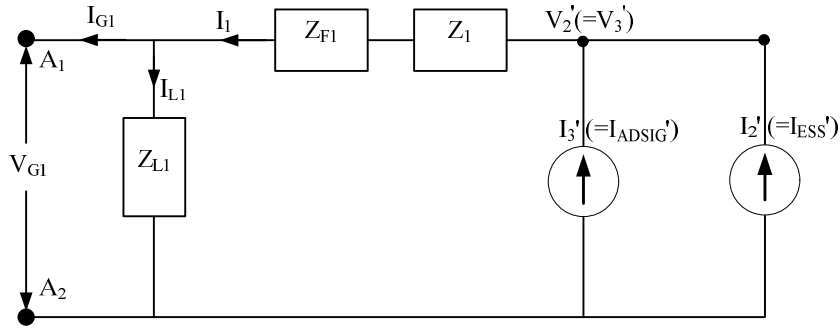 I_G1
I_1
Z_F1
Z_1
V_2'(=V_3')
A_1
I_L1
Z_L1
V_G1
I_3'(=I_ADSIG')
I_2'(=I_ESS')
A_2